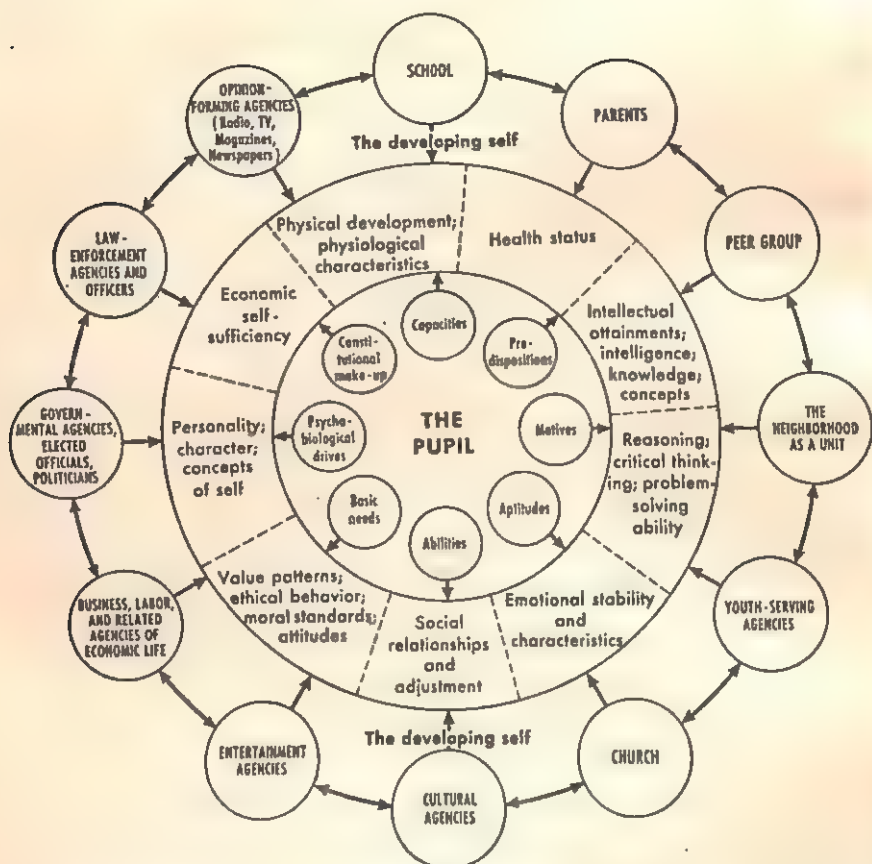 SCHOOL
The developing self
PARENTS
PEER GROUP
THE
NEIGHBORHOOD
AS A UNIT
YOUTH-SERVING
AGENCIES
CHURCH
CULTURAL
AGENCIES
The developing self
ENTERTAINMENT
AGENCIES
BUSINESS, LABOR,
AND RELATED
AGENCIES OF
ECONOMIC LIFE
GOVERN-
MENTAL AGENCIES,
ELECTED
OFFICIALS,
POLITICIANS
LAW-
ENFORCEMENT
AGENCIES AND
OFFICERS
OPINION-
FORMING AGENCIES
(Radio, TV,
Magazines,
Newspapers)
Physical development;
physiological
characteristics
Health status
Intellectual
attainments;
intelligence;
knowledge;
concepts
Reasoning;
critical think-
ing; problem-
solving
ability
Emotional stability
and
characteristics
Social
relationships
and
adjustment
Value patterns;
ethical behavior;
moral standards;
attitudes
Personality;
character;
concepts
of self
Economic
self-
sufficiency
Capacities
Pre-
dispositions
Motives
Aptitudes
Abilities
Basic
needs
Psycho-
biological
drives
Consti-
tutional
make-up
THE
PUPIL